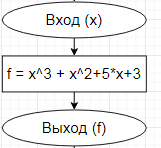 Вход (x)
f = x^3 + x^2+5*x+3
Выход (f)